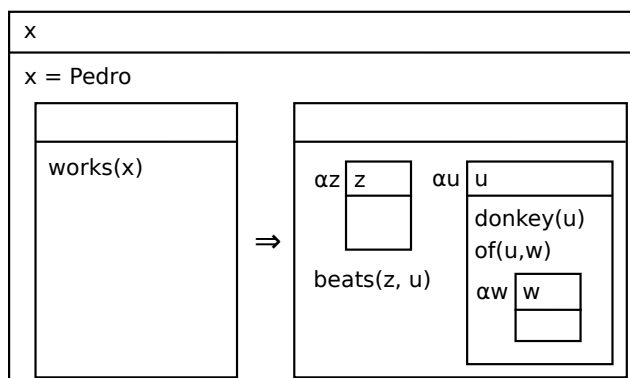 x
x = Pedro
works(x)
⇒
αz z
αu u
donkey(u)
of(u,w)
beats(z, u)
αw w